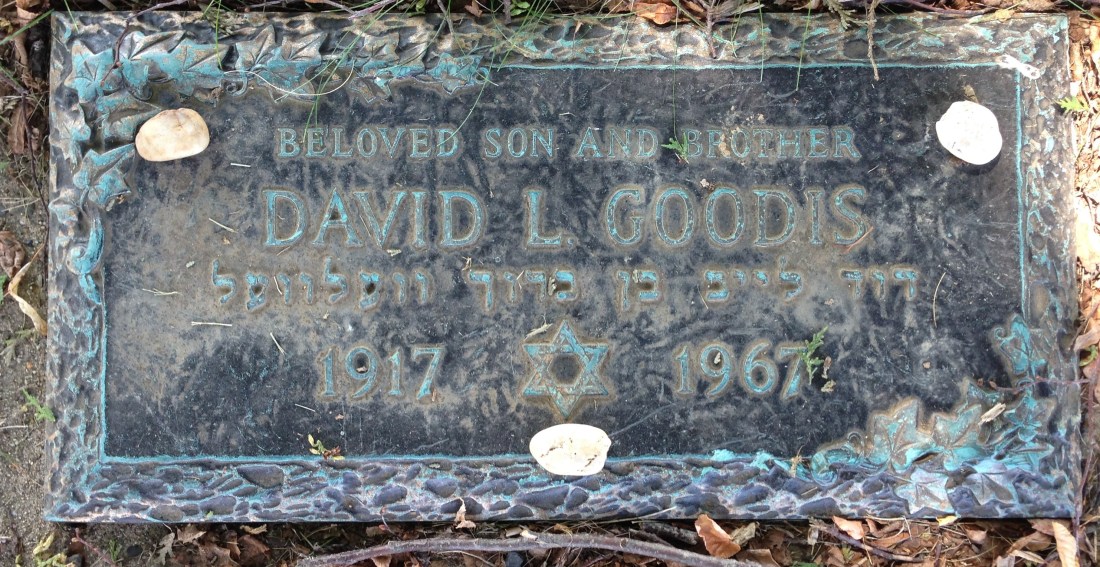 BELOVED SON AND BROTHER
DAVID L. GOODIS
דוד לייב בן ברוך וועלוועל
1917 1967